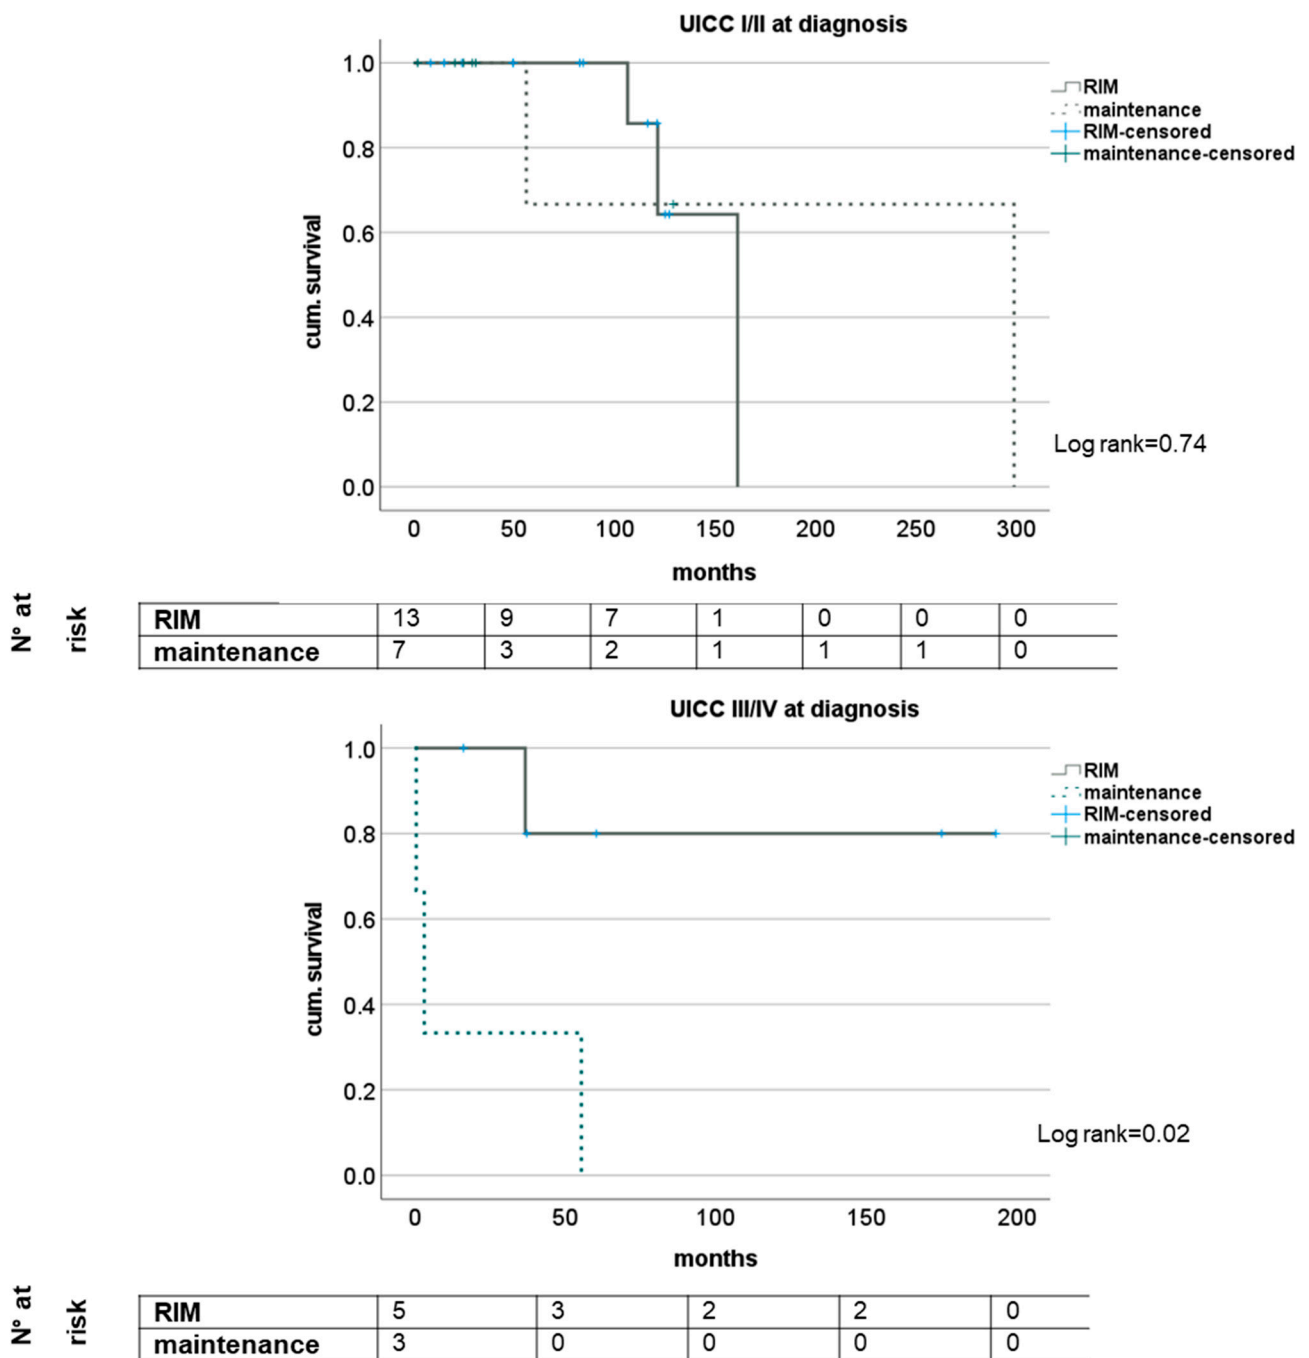 UICC I/II at diagnosis
1.0
0.8
0.6
0.4
0.2
0.0
cum. survival
RIM
maintenance
RIM-censored
maintenance-censored
Log rank=0.74
0 50 100 150 200 250 300
months
N° at risk
RIM 13 9 7 1 0 0 0
maintenance 7 3 2 1 1 1 0
UICC III/IV at diagnosis
1.0
0.8
0.6
0.4
0.2
0.0
cum. survival
RIM
maintenance
RIM-censored
maintenance-censored
Log rank=0.02
0 50 100 150 200
months
N° at risk
RIM 5 3 2 2 0
maintenance 3 0 0 0 0